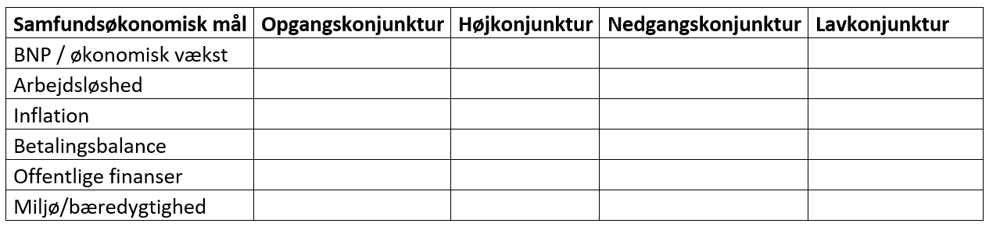 Samfundsøkonomisk mål Opgangskonjunktur Højkonjunktur Nedgangskonjunktur Lavkonjunktur
BNP / økonomisk vækst
Arbejdsløshed
Inflation
Betalingsbalance
Offentlige finanser
Miljø/bæredygtighed